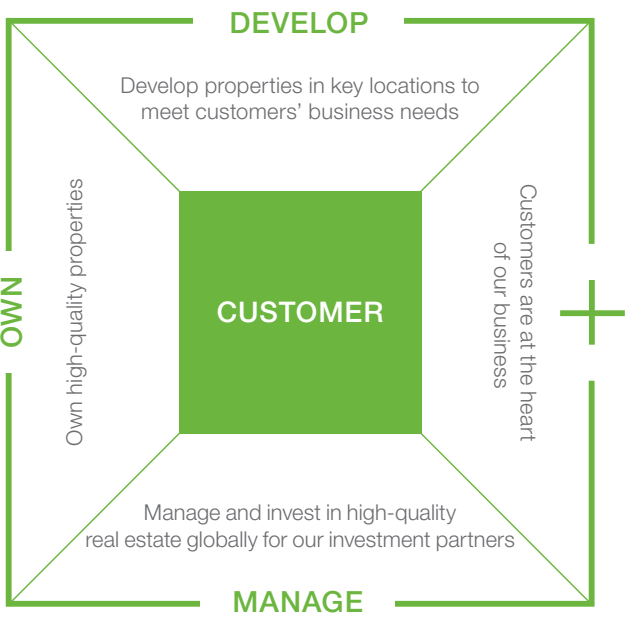 DEVELOP
Develop properties in key locations to
meet customers’ business needs
OWN
Own high-quality properties
CUSTOMER
Customers are at the heart
of our business
Manage and invest in high-quality
real estate globally for our investment partners
MANAGE